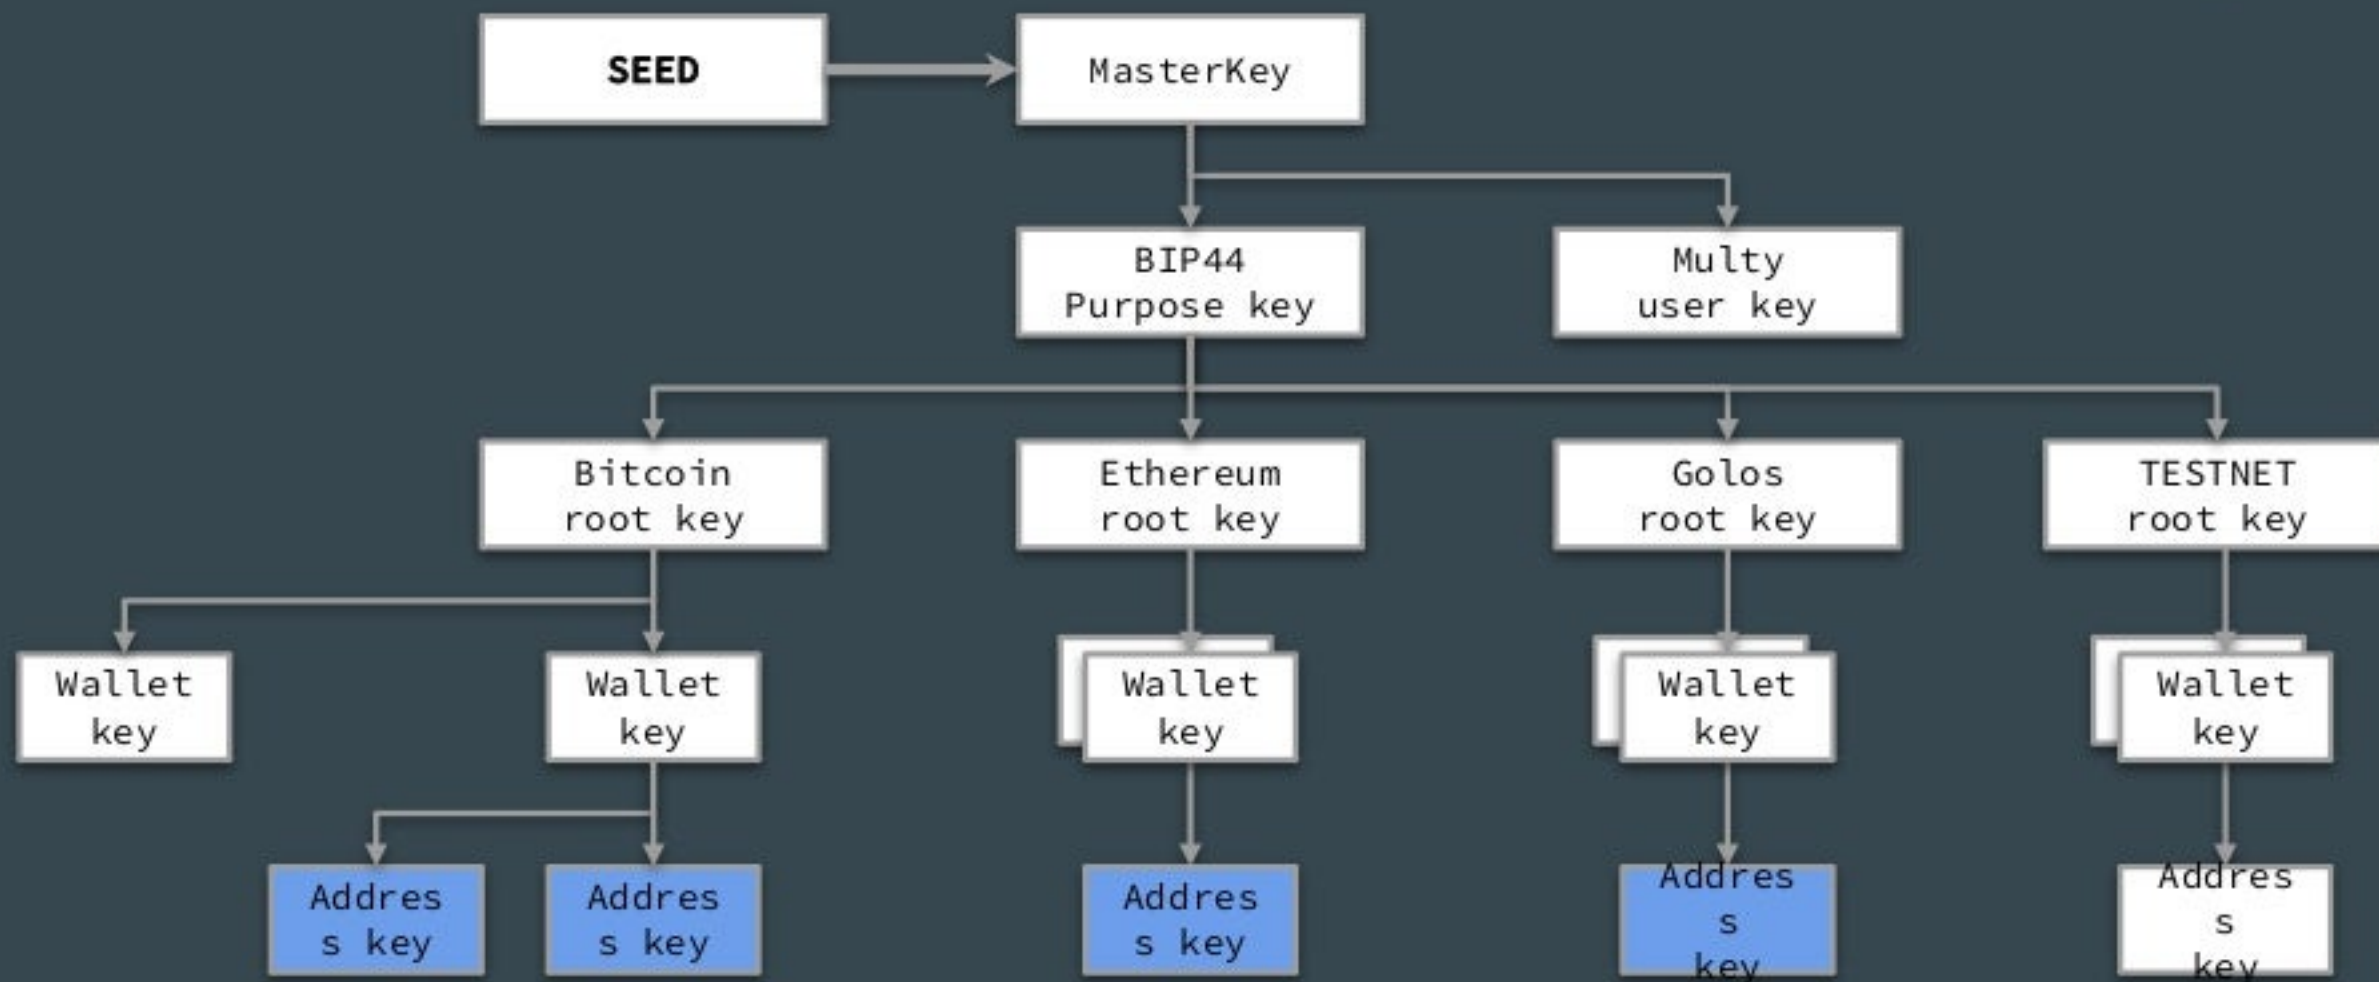 SEED
MasterKey
BIP44
Purpose key
Multy
user key
Bitcoin
root key
Ethereum
root key
Golos
root key
TESTNET
root key
Wallet
key
Wallet
key
Wallet
key
Wallet
key
Wallet
key
Addres
s key
Addres
s key
Addres
s key
Addres
s
key
Addres
s
key